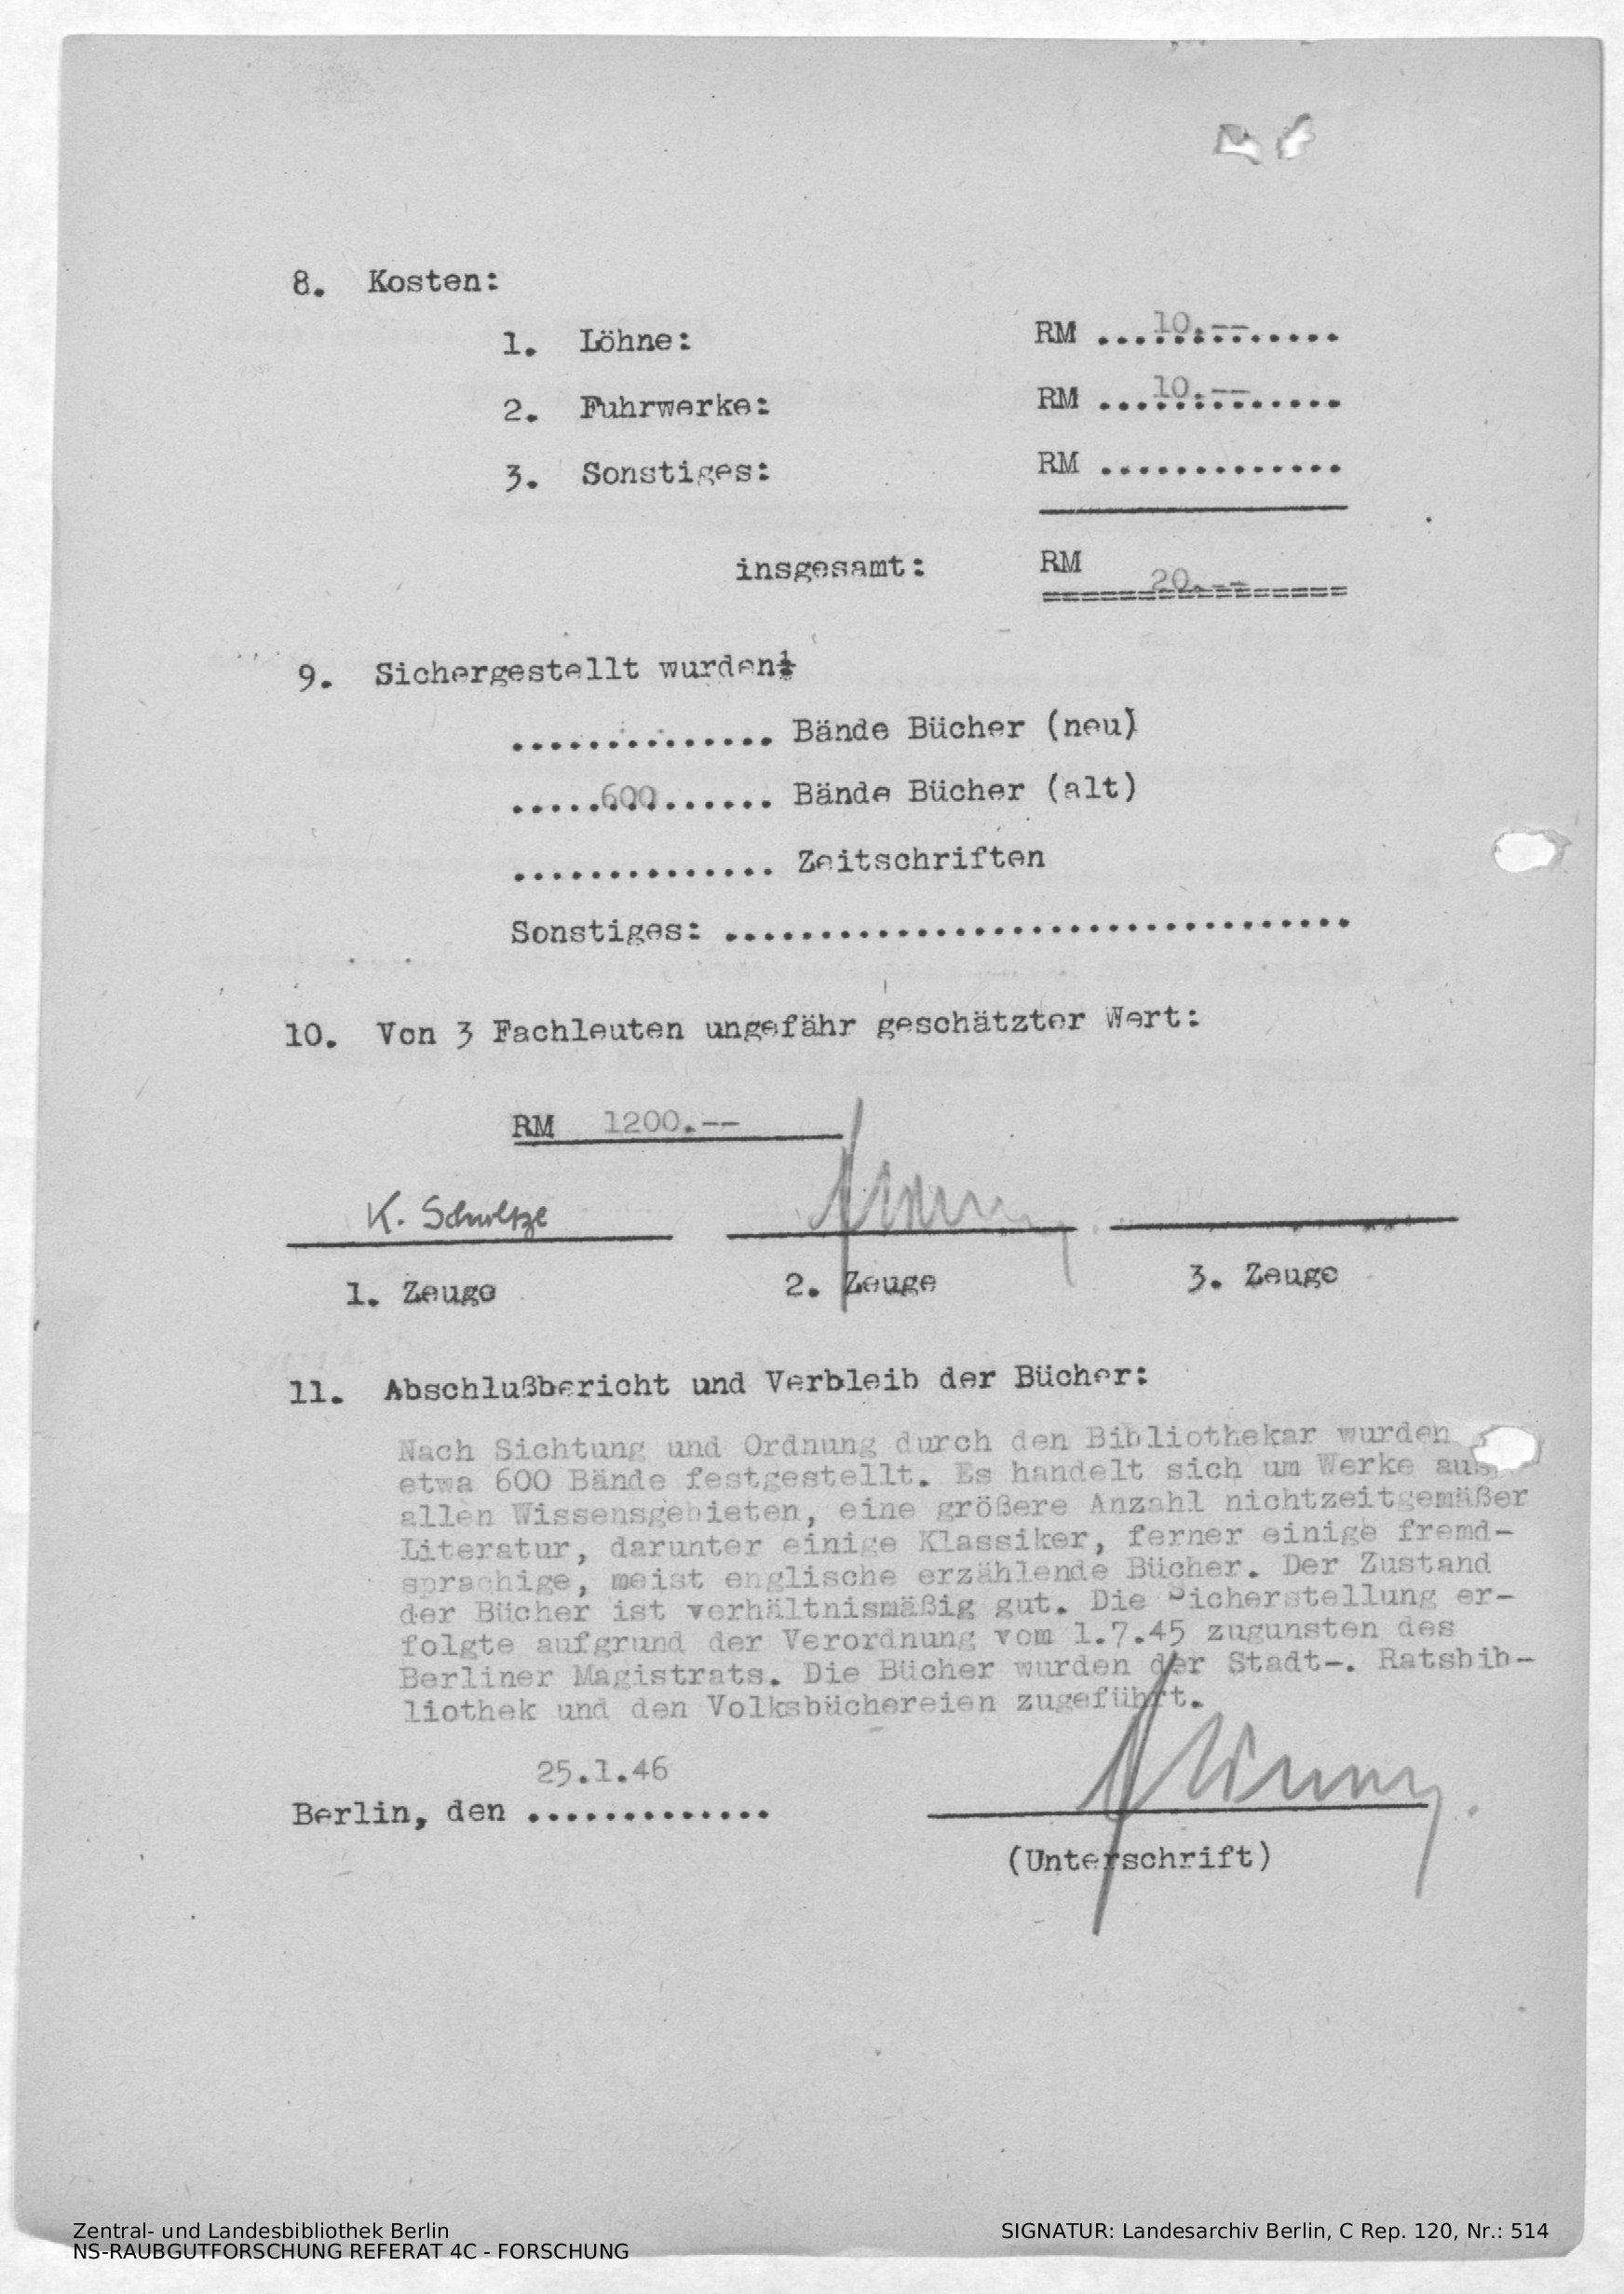 8. Kosten:
1. Löhne: RM ...10.--......
2. Fuhrwerke: RM ...10.--......
3. Sonstiges: RM .............
insgesamt: RM 20.--
================
9. Sichergestellt wurden:
.............. Bände Bücher (neu)
.....600...... Bände Bücher (alt)
.............. Zeitschriften
Sonstiges: .................................
10. Von 3 Fachleuten ungefähr geschätzter Wert:
RM 1200.--
K. Schultze
1. Zeuge 2. Zeuge 3. Zeuge
11. Abschlußbericht und Verbleib der Bücher:
Nach Sichtung und Ordnung durch den Bibliothekar wurden
etwa 600 Bände festgestellt. Es handelt sich um Werke aus
allen Wissensgebieten, eine größere Anzahl nichtzeitgemäßer
Literatur, darunter einige Klassiker, ferner einige fremd-
sprachige, meist englische erzählende Bücher. Der Zustand
der Bücher ist verhältnismäßig gut. Die Sicherstellung er-
folgte aufgrund der Verordnung vom 1.7.45 zugunsten des
Berliner Magistrats. Die Bücher wurden der Stadt-. Ratsbib-
liothek und den Volksbüchereien zugeführt.
25.1.46
Berlin, den .............
(Unterschrift)
Zentral- und Landesbibliothek Berlin
NS-RAUBGUTFORSCHUNG REFERAT 4C - FORSCHUNG
SIGNATUR: Landesarchiv Berlin, C Rep. 120, Nr.: 514